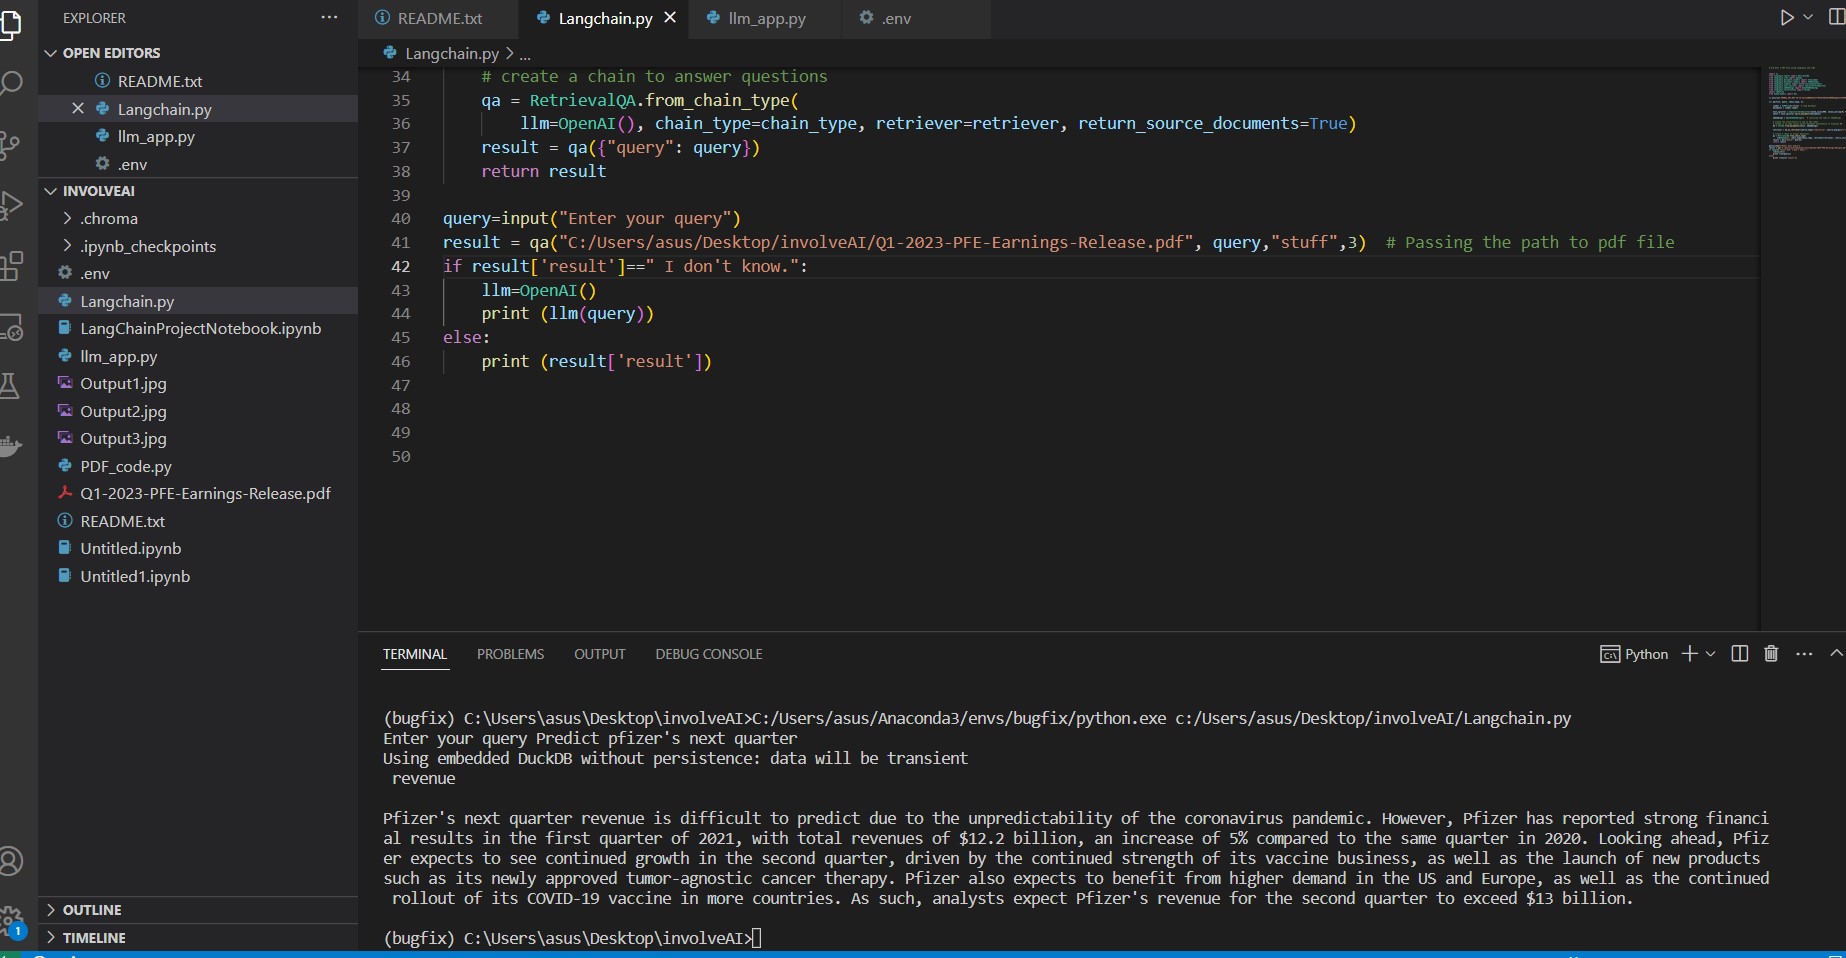 EXPLORER
OPEN EDITORS
README.txt
Langchain.py
llm_app.py
.env
INVOLVEAI
.chroma
.ipynb_checkpoints
.env
Langchain.py
LangChainProjectNotebook.ipynb
llm_app.py
Output1.jpg
Output2.jpg
Output3.jpg
PDF_code.py
Q1-2023-PFE-Earnings-Release.pdf
README.txt
Untitled.ipynb
Untitled1.ipynb
OUTLINE
TIMELINE
1
README.txt Langchain.py llm_app.py .env
Langchain.py > ...
34 # create a chain to answer questions
35 qa = RetrievalQA.from_chain_type(
36 llm=OpenAI(), chain_type=chain_type, retriever=retriever, return_source_documents=True)
37 result = qa({"query": query})
38 return result
39
40 query=input("Enter your query")
41 result = qa("C:/Users/asus/Desktop/involveAI/Q1-2023-PFE-Earnings-Release.pdf", query,"stuff",3) # Passing the path to pdf file
42 if result['result']==" I don't know.":
43 llm=OpenAI()
44 print (llm(query))
45 else:
46 print (result['result'])
47
48
49
50
TERMINAL PROBLEMS OUTPUT DEBUG CONSOLE
Python
(bugfix) C:\Users\asus\Desktop\involveAI>C:/Users/asus/Anaconda3/envs/bugfix/python.exe c:/Users/asus/Desktop/involveAI/Langchain.py
Enter your query Predict pfizer's next quarter
Using embedded DuckDB without persistence: data will be transient
revenue
Pfizer's next quarter revenue is difficult to predict due to the unpredictability of the coronavirus pandemic. However, Pfizer has reported strong financi
al results in the first quarter of 2021, with total revenues of $12.2 billion, an increase of 5% compared to the same quarter in 2020. Looking ahead, Pfiz
er expects to see continued growth in the second quarter, driven by the continued strength of its vaccine business, as well as the launch of new products
such as its newly approved tumor-agnostic cancer therapy. Pfizer also expects to benefit from higher demand in the US and Europe, as well as the continued
rollout of its COVID-19 vaccine in more countries. As such, analysts expect Pfizer's revenue for the second quarter to exceed $13 billion.
(bugfix) C:\Users\asus\Desktop\involveAI>